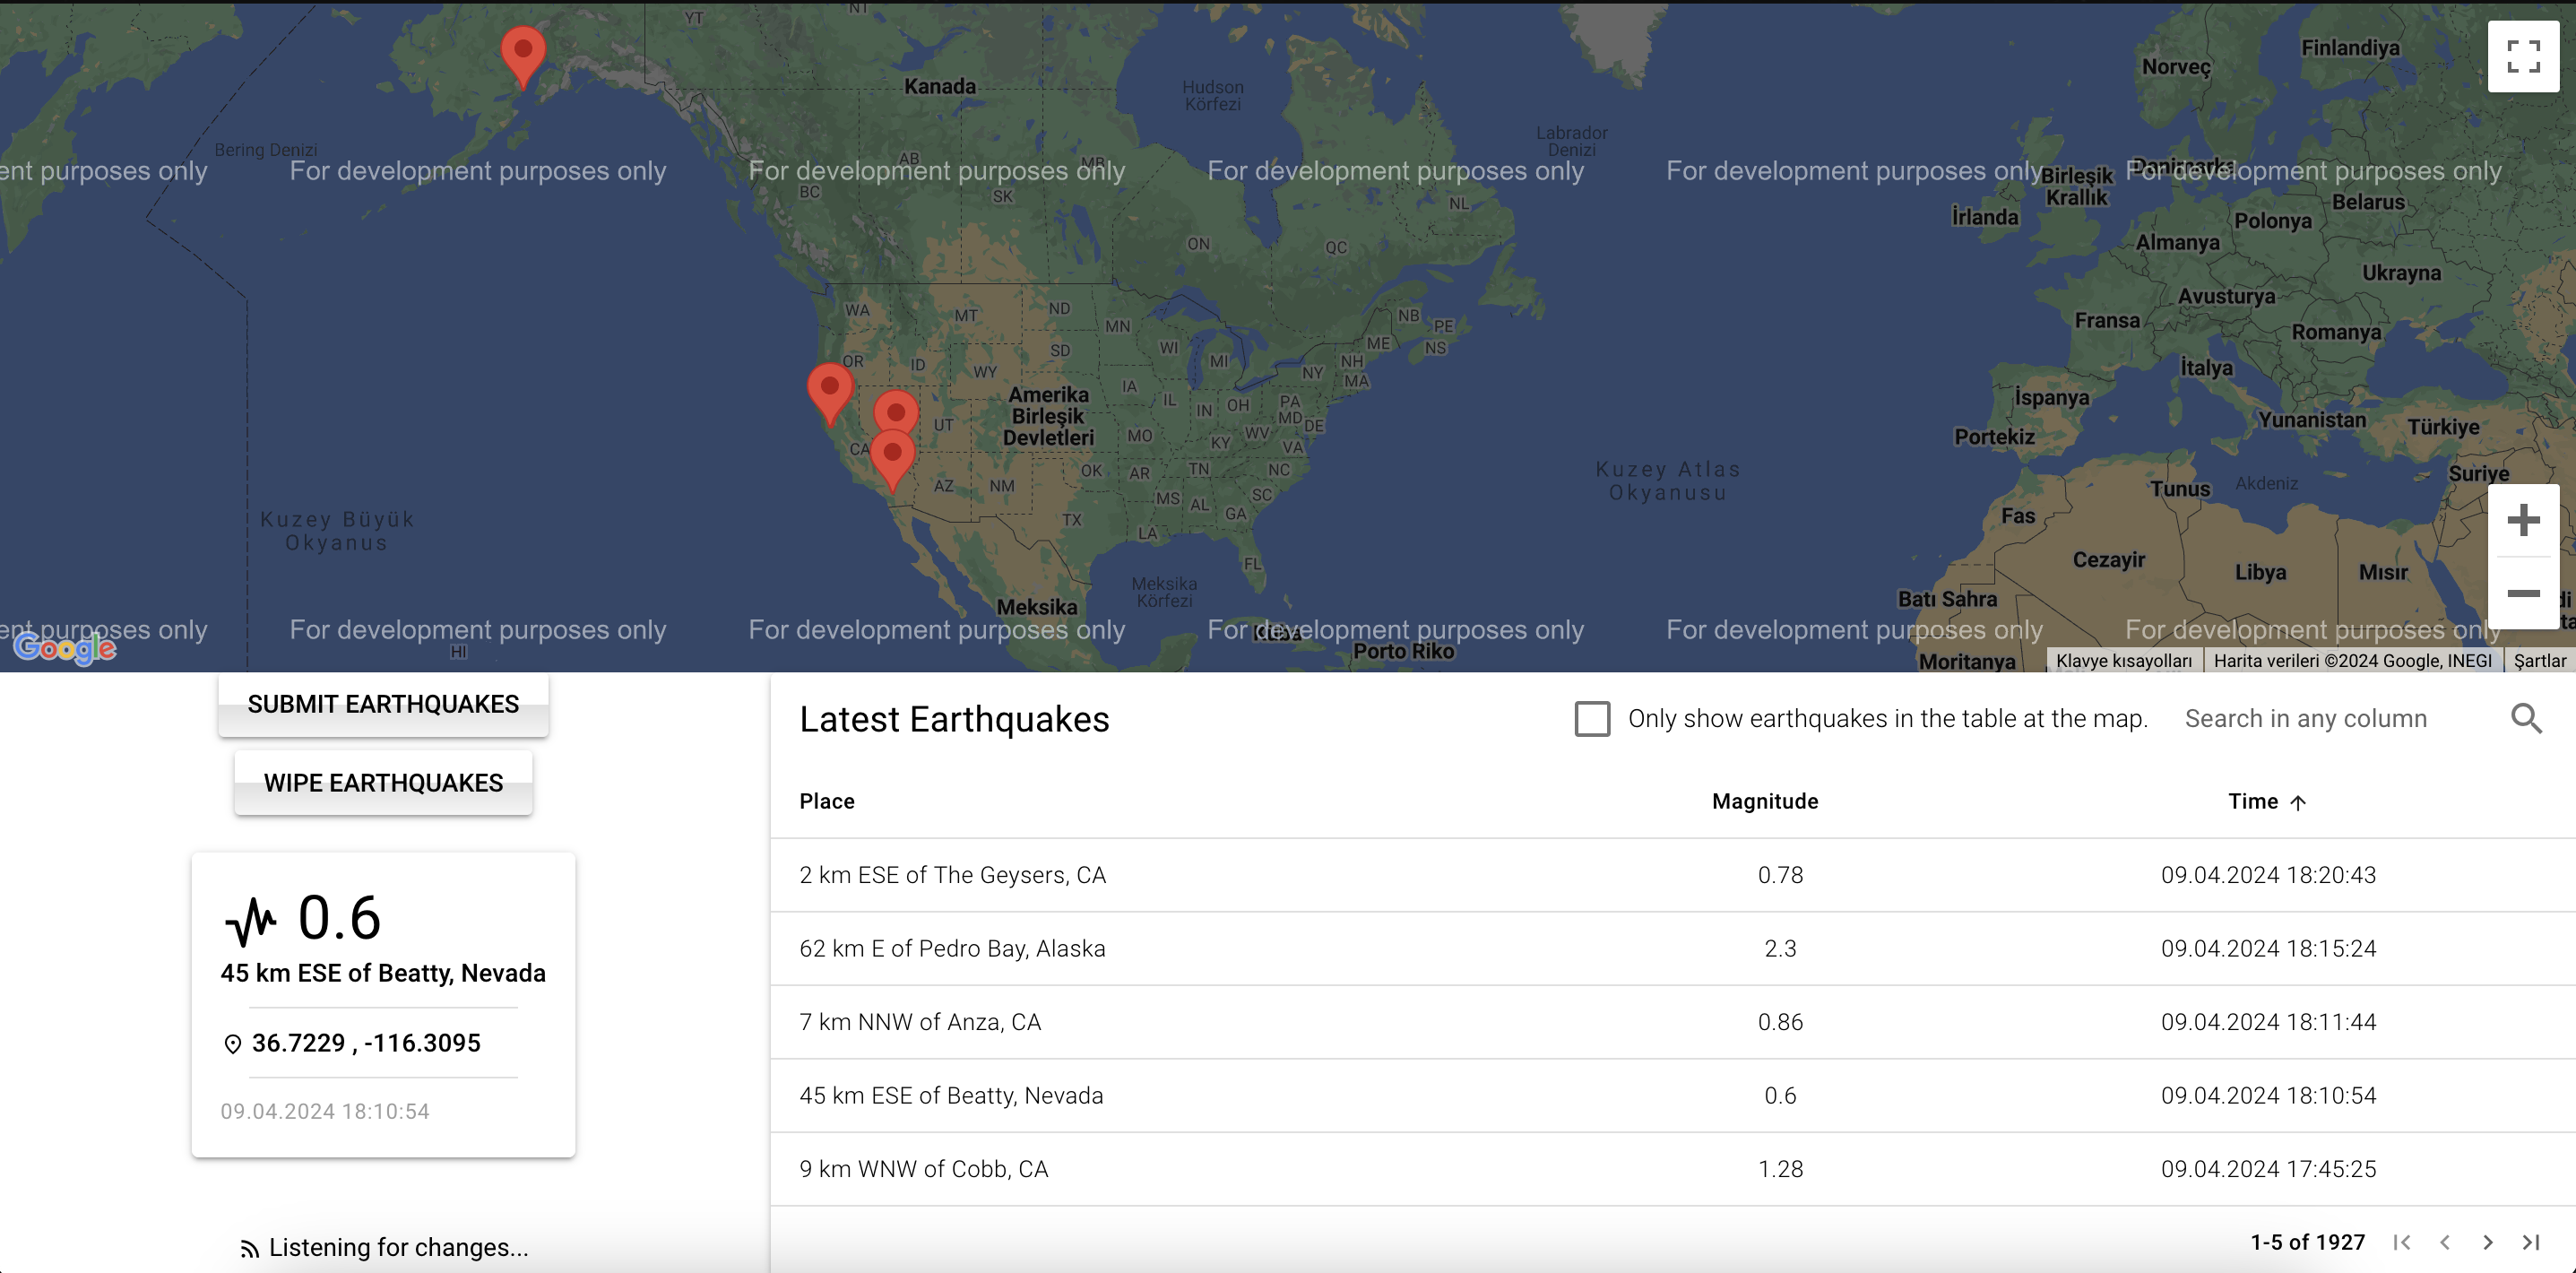 YT
NT
Kanada
Hudson
Körfezi
Norveç
Finlandiya
Labrador
Denizi
Bering Denizi
ent purposes only
For development purposes only
For development purposes only
For development purposes only
For development purposes only
For development purposes only
AB
MB
BC
SK
NL
Birleşik
Krallık
Danimarka
İrlanda
Belarus
Polonya
Almanya
ON
QC
Ukrayna
Avusturya
Fransa
Romanya
İtalya
WA
MT
ND
MN
NB
PE
OR
ID
SD
WI
MI
ME
NS
WY
NH
NY
MA
Amerika
Birleşik
Devletleri
IA
IL
IN
OH
PA
MD
DE
İspanya
Portekiz
Yunanistan
Türkiye
UT
CA
MO
KY
WV
VA
OK
AR
TN
NC
AZ
NM
MS
AL
SC
GA
TX
LA
FL
Kuzey Atlas
Okyanusu
Kuzey Büyük
Okyanus
Tunus
Akdeniz
Suriye
Fas
Cezayir
Libya
Mısır
Batı Sahra
Meksika
Körfezi
Meksika
ent purposes only
For development purposes only
For development purposes only
For development purposes only
For development purposes only
For development purposes only
Küba
Porto Riko
Moritanya
HI
Google
Klavye kısayolları
Harita verileri ©2024 Google, INEGI
Şartlar
SUBMIT EARTHQUAKES
WIPE EARTHQUAKES
0.6
45 km ESE of Beatty, Nevada
36.7229 , -116.3095
09.04.2024 18:10:54
Listening for changes...
Latest Earthquakes
Only show earthquakes in the table at the map.
Search in any column
Place Magnitude Time
2 km ESE of The Geysers, CA 0.78 09.04.2024 18:20:43
62 km E of Pedro Bay, Alaska 2.3 09.04.2024 18:15:24
7 km NNW of Anza, CA 0.86 09.04.2024 18:11:44
45 km ESE of Beatty, Nevada 0.6 09.04.2024 18:10:54
9 km WNW of Cobb, CA 1.28 09.04.2024 17:45:25
1-5 of 1927